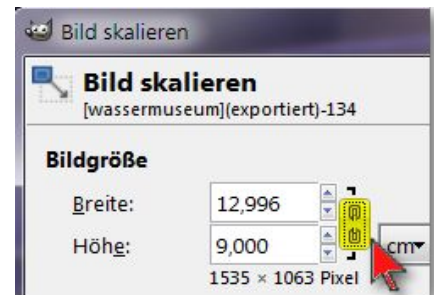 Bild skalieren
Bild skalieren
[wassermuseum](exportiert)-134
Bildgröße
Breite: 12,996
Höhe: 9,000 cm
1535 × 1063 Pixel